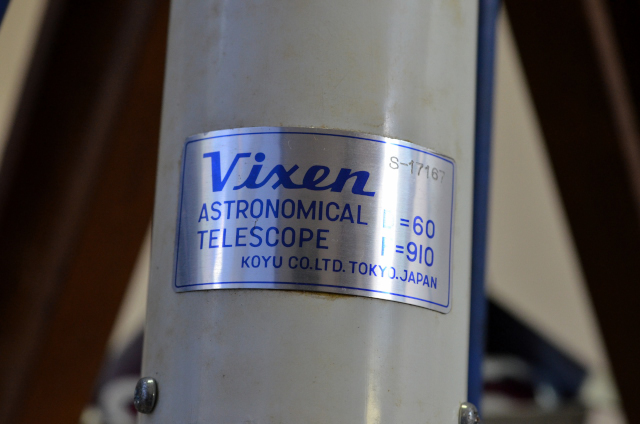 Vixen
S-17167
ASTRONOMICAL D=60
TELESCOPE F=910
KOYU CO.LTD. TOKYO.JAPAN